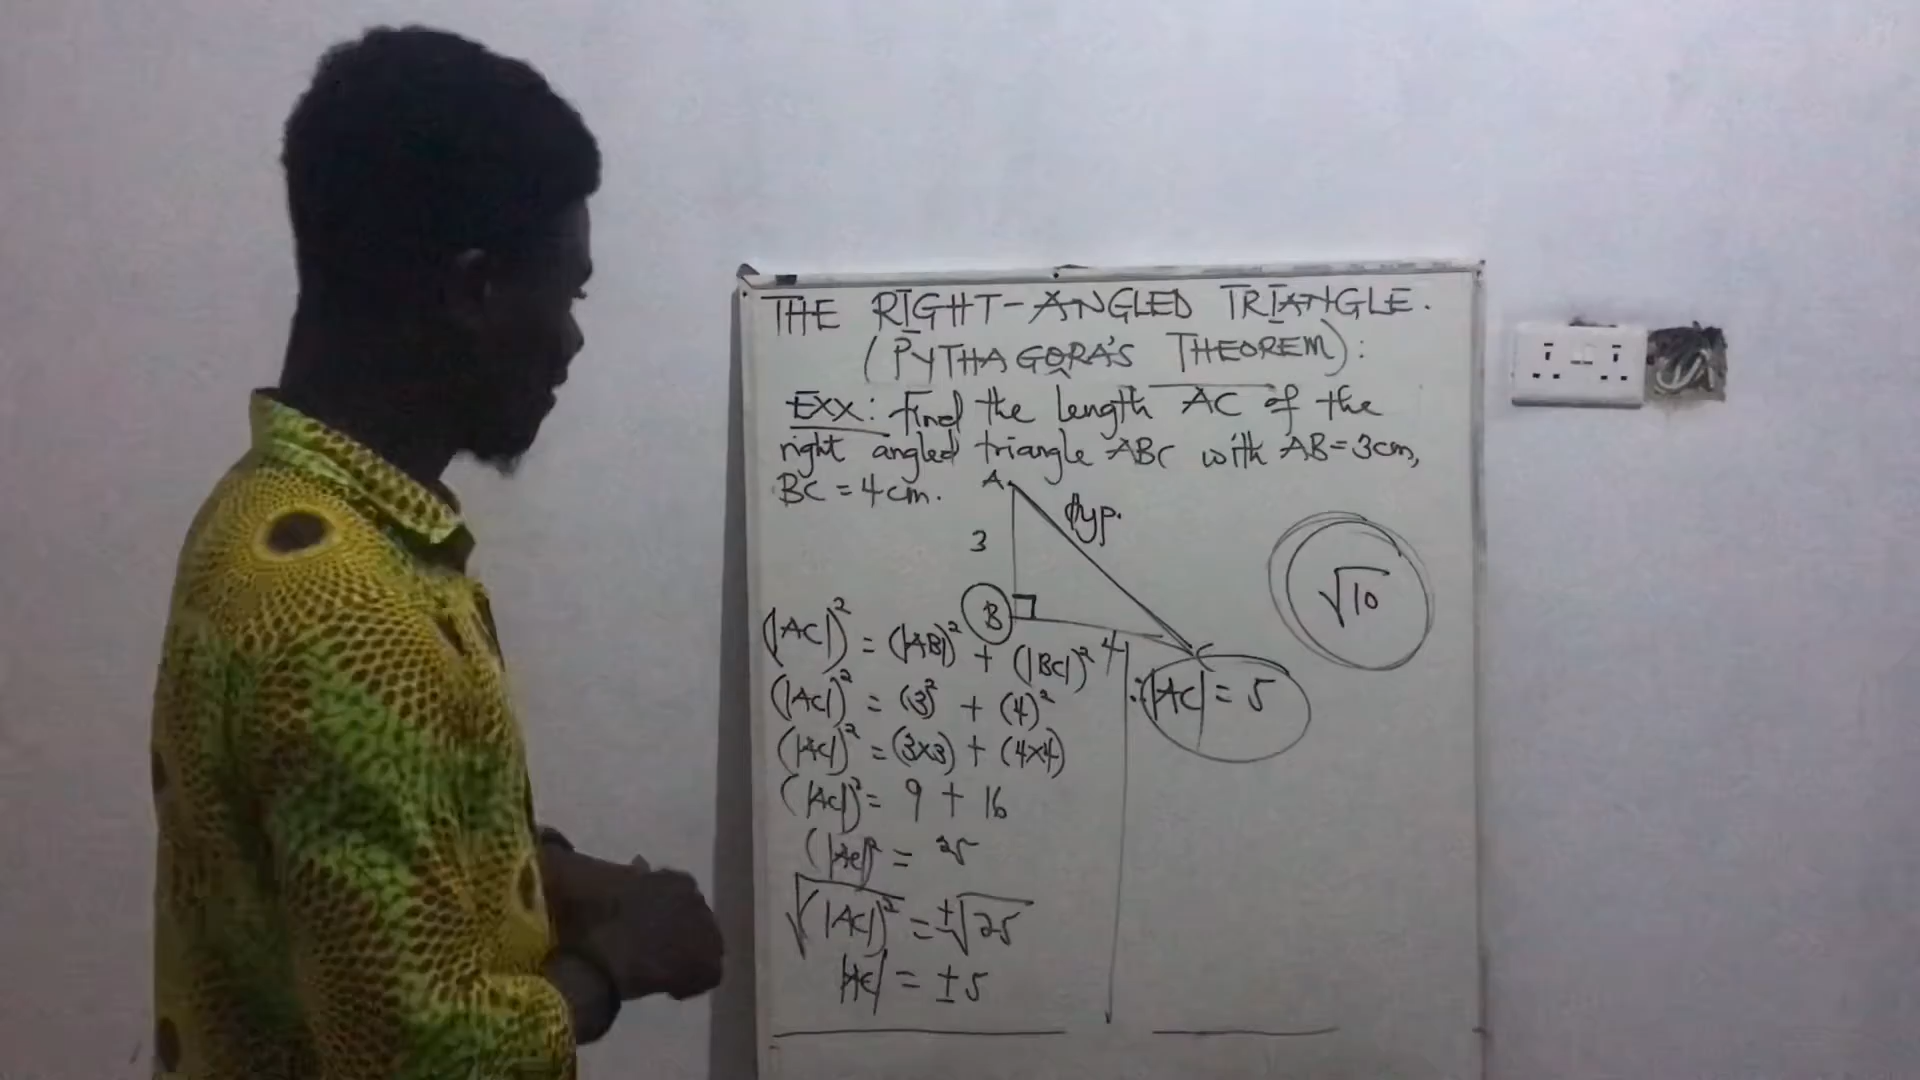 THE RIGHT-ANGLED TRIANGLE.
(PYTHAGORA'S THEOREM):
EXX: find the length AC of the
right angled triangle ABC with AB=3cm,
BC = 4cm.
A
Hyp.
3
B
4
C
√10
(|AC|)² = (|AB|)² + (|BC|)²
(|AC|)² = (3)² + (4)²
(|AC|)² = (3×3) + (4×4)
(|AC|)² = 9 + 16
(|AC|)² = 25
√(|AC|)² = ±√25
|AC| = ±5
∴ |AC| = 5